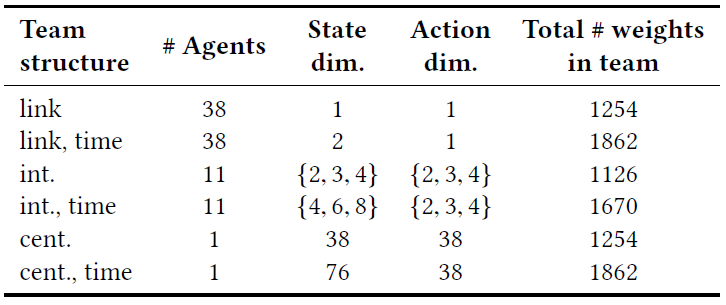 Team structure # Agents State dim. Action dim. Total # weights in team
link 38 1 1 1254
link, time 38 2 1 1862
int. 11 {2, 3, 4} {2, 3, 4} 1126
int., time 11 {4, 6, 8} {2, 3, 4} 1670
cent. 1 38 38 1254
cent., time 1 76 38 1862